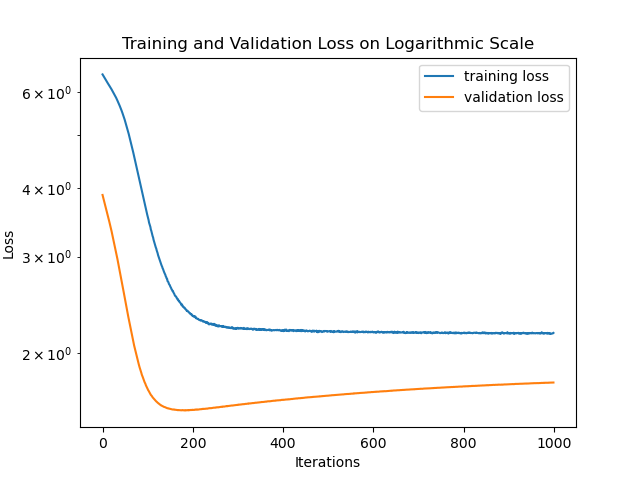 Training and Validation Loss on Logarithmic Scale
training loss
validation loss
6 × 10⁰
4 × 10⁰
3 × 10⁰
2 × 10⁰
Loss
0 200 400 600 800 1000
Iterations